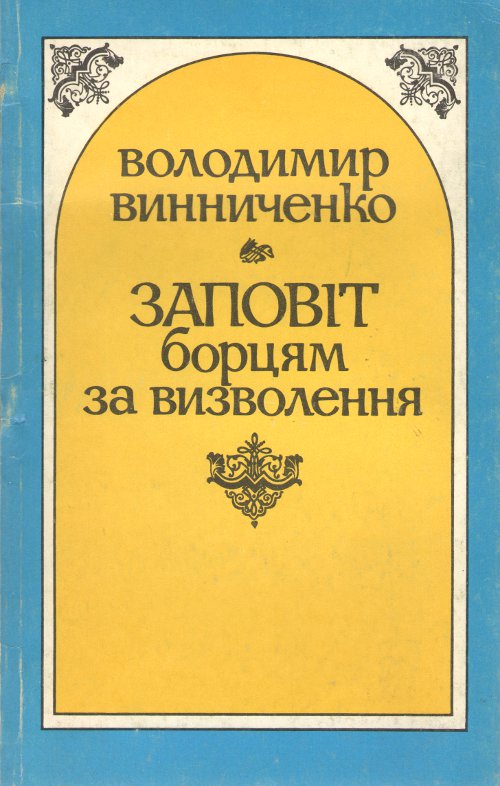 володимир
винниченко
ЗАПОВІТ
борцям
за визволення